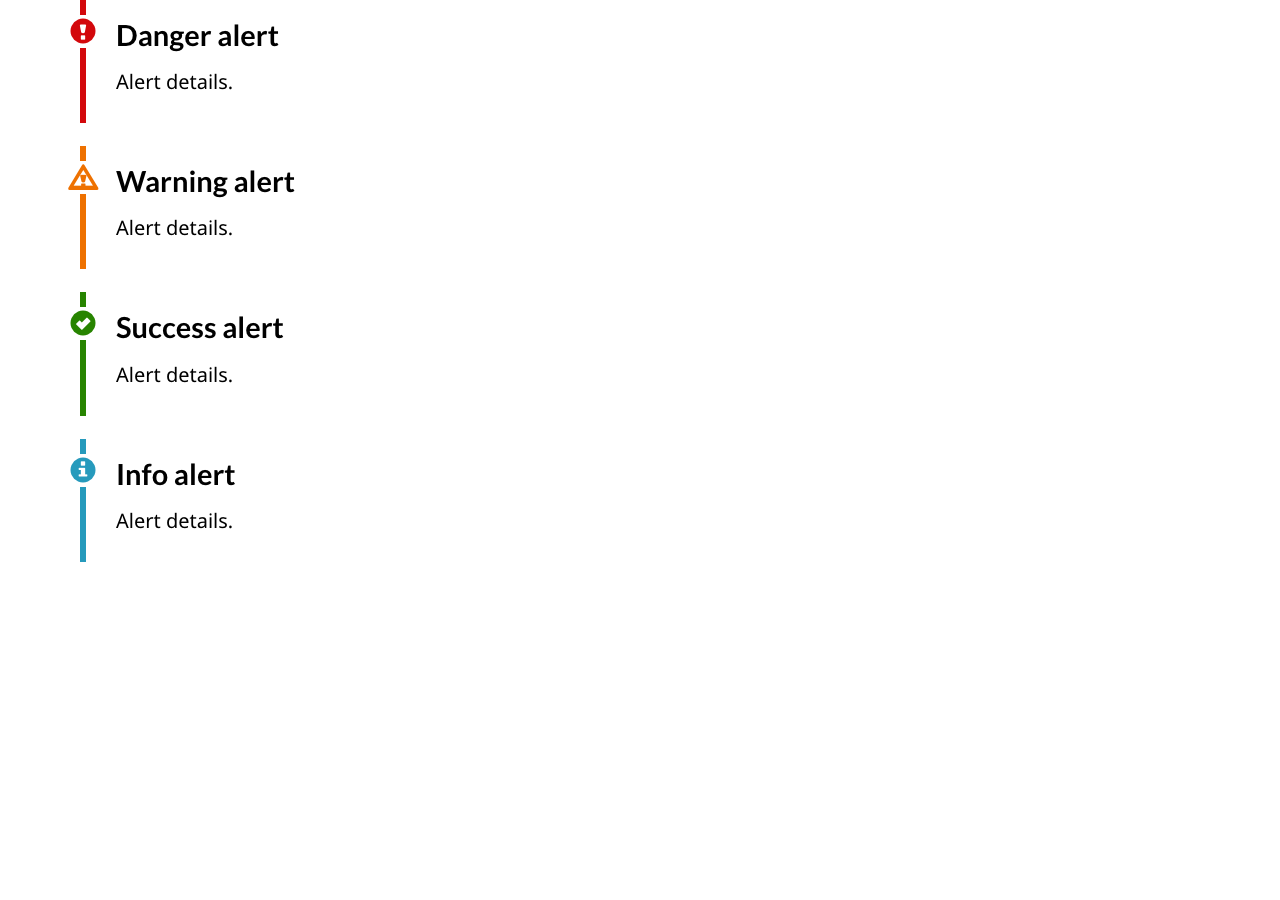 Danger alert
Alert details.
Warning alert
Alert details.
Success alert
Alert details.
Info alert
Alert details.